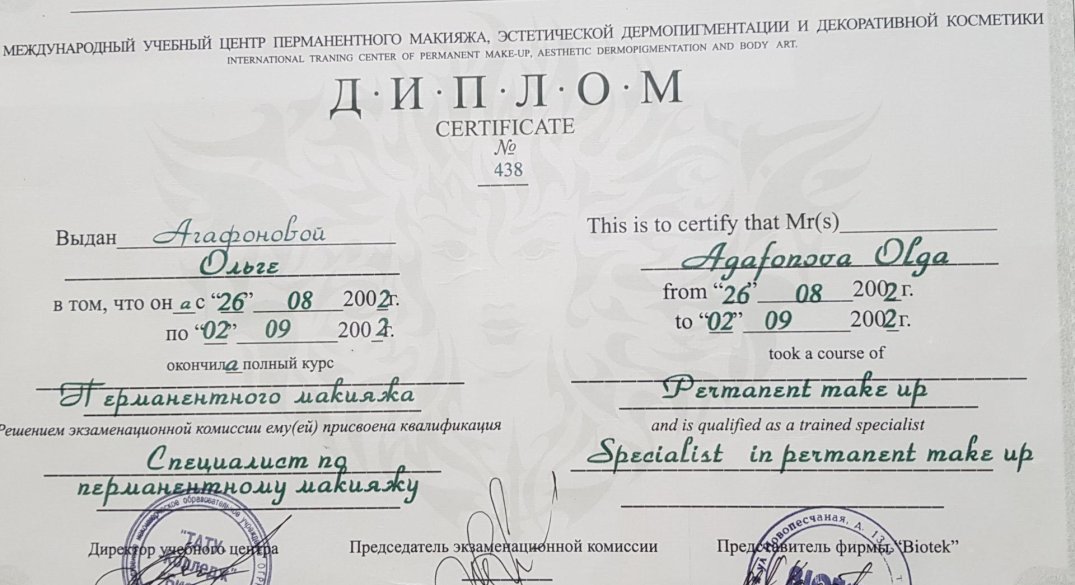 МЕЖДУНАРОДНЫЙ УЧЕБНЫЙ ЦЕНТР ПЕРМАНЕНТНОГО МАКИЯЖА, ЭСТЕТИЧЕСКОЙ ДЕРМОПИГМЕНТАЦИИ И ДЕКОРАТИВНОЙ КОСМЕТИКИ
INTERNATIONAL TRANING CENTER OF PERMANENT MAKE-UP, AESTHETIC DERMOPIGMENTATION AND BODY ART.
Д·И·П·Л·О·М
CERTIFICATE
№
438
Выдан Агафоновой
Ольге
в том, что он а с “26” 08 2002г.
по “02” 09 2002г.
окончила полный курс
Перманентного макияжа
Решением экзаменационной комиссии ему(ей) присвоена квалификация
Специалист по
перманентному макияжу
Директор учебного центра
This is to certify that Mr(s)
Agafonova Olga
from “26” 08 2002г.
to “02” 09 2002г.
took a course of
Permanent make up
and is qualified as a trained specialist
Specialist in permanent make up
Председатель экзаменационной комиссии
Представитель фирмы “Biotek”
"ТАТУ
Колледж"